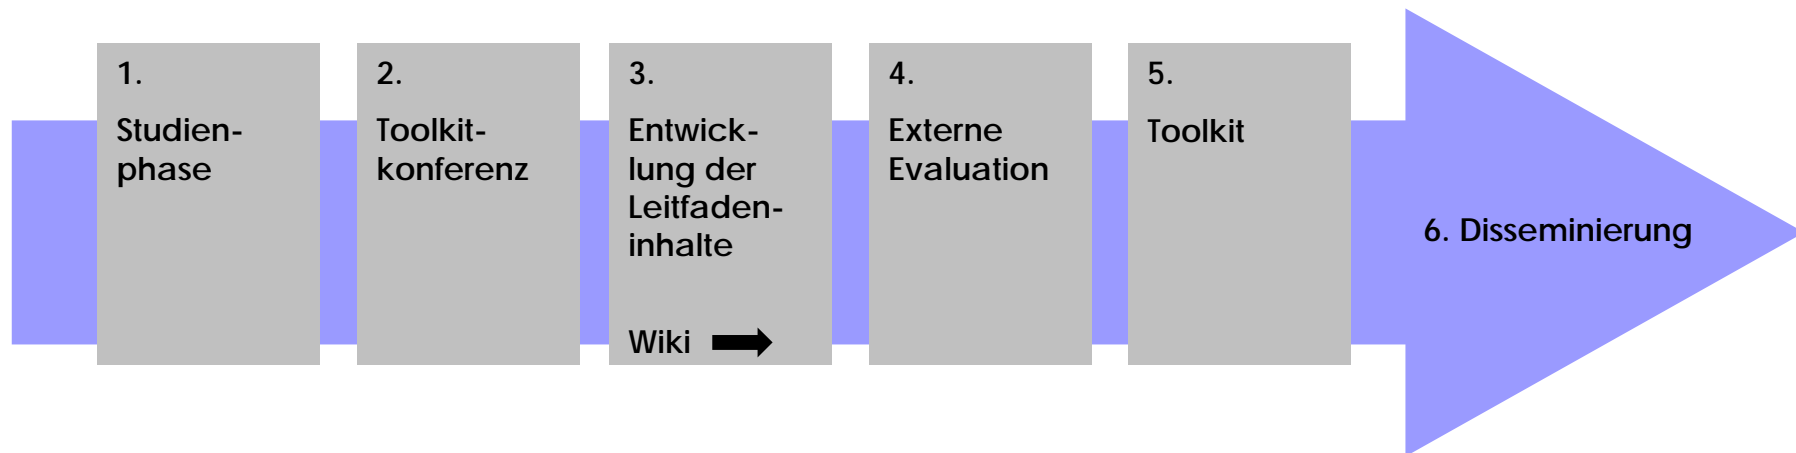 1.
Studien-
phase
2.
Toolkit-
konferenz
3.
Entwick-
lung der
Leitfaden-
inhalte
Wiki
4.
Externe
Evaluation
5.
Toolkit
6. Disseminierung